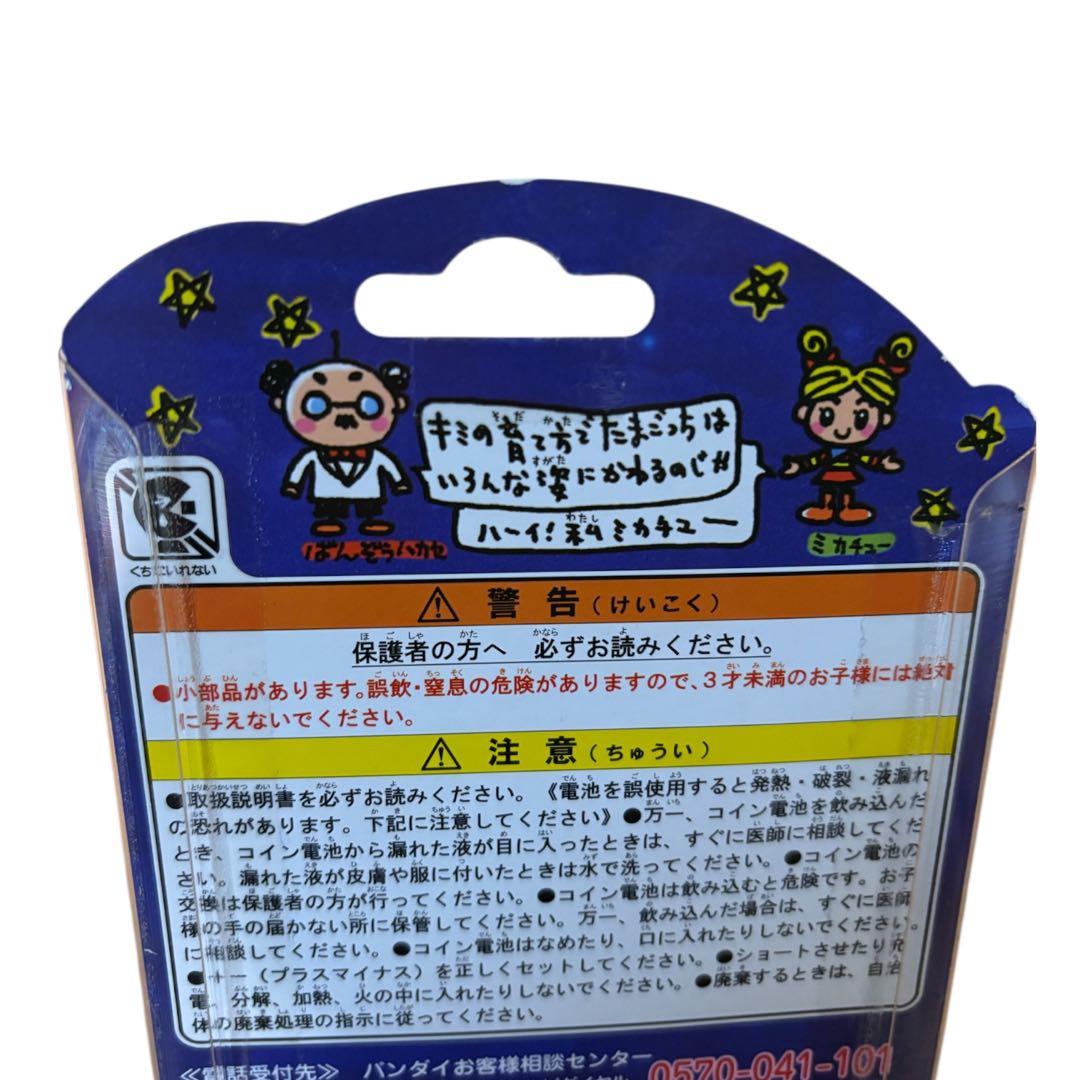 キミの育て方でたまごっちは
いろんな姿にかわるのじゃ
ハーイ!私ミカチュー
ばんぞうハカセ
ミカチュー
くちにいれない
警告(けいこく)
保護者の方へ 必ずお読みください。
●小部品があります。誤飲・窒息の危険がありますので、3才未満のお子様には絶対
に与えないでください。
注意(ちゅうい)
●取扱説明書を必ずお読みください。《電池を誤使用すると発熱・破裂・液漏れ
の恐れがあります。下記に注意してください》●万一、コイン電池を飲み込んだ
とき、コイン電池から漏れた液が目に入ったときは、すぐに医師に相談してくだ
さい。漏れた液が皮膚や服に付いたときは水で洗ってください。●コイン電池の
交換は保護者の方が行ってください。●コイン電池は飲み込むと危険です。お子
様の手の届かない所に保管してください。万一、飲み込んだ場合は、すぐに医師
に相談してください。●コイン電池はなめたり、口に入れたりしないでください。
●(プラスマイナス)を正しくセットしてください。●ショートさせたり充
電、分解、加熱、火の中に入れたりしないでください。●廃棄するときは、自治
体の廃棄処理の指示に従ってください。
≪電話受付先≫ バンダイお客様相談センター 0570-041-101